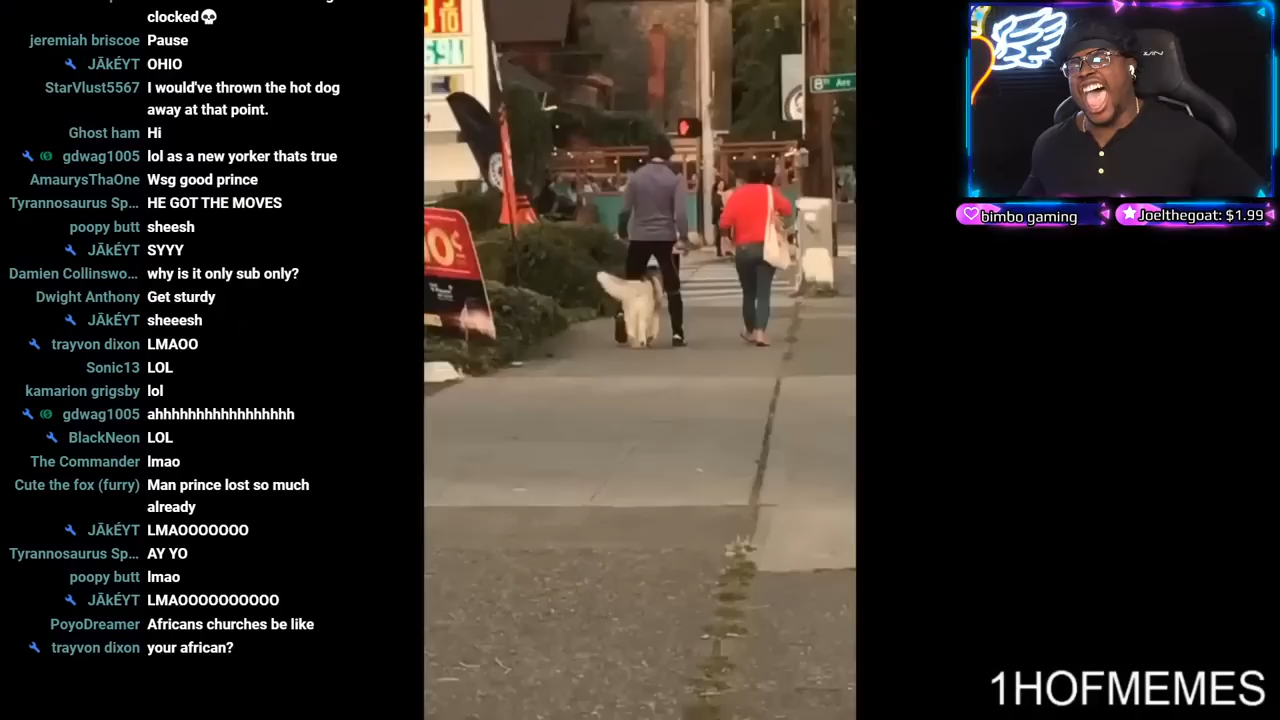 clocked💀
jeremiah briscoe Pause
JĀkÉYT OHIO
StarVlust5567 I would've thrown the hot dog
away at that point.
Ghost ham Hi
gdwag1005 lol as a new yorker thats true
AmaurysThaOne Wsg good prince
Tyrannosaurus Sp... HE GOT THE MOVES
poopy butt sheesh
JĀkÉYT SYYY
Damien Collinswo... why is it only sub only?
Dwight Anthony Get sturdy
JĀkÉYT sheeesh
trayvon dixon LMAOO
Sonic13 LOL
kamarion grigsby lol
gdwag1005 ahhhhhhhhhhhhhhhhh
BlackNeon LOL
The Commander lmao
Cute the fox (furry) Man prince lost so much
already
JĀkÉYT LMAOOOOOOO
Tyrannosaurus Sp... AY YO
poopy butt lmao
JĀkÉYT LMAOOOOOOOOOO
PoyoDreamer Africans churches be like
trayvon dixon your african?
8th Ave
bimbo gaming
Joelthegoat: $1.99
1HOFMEMES